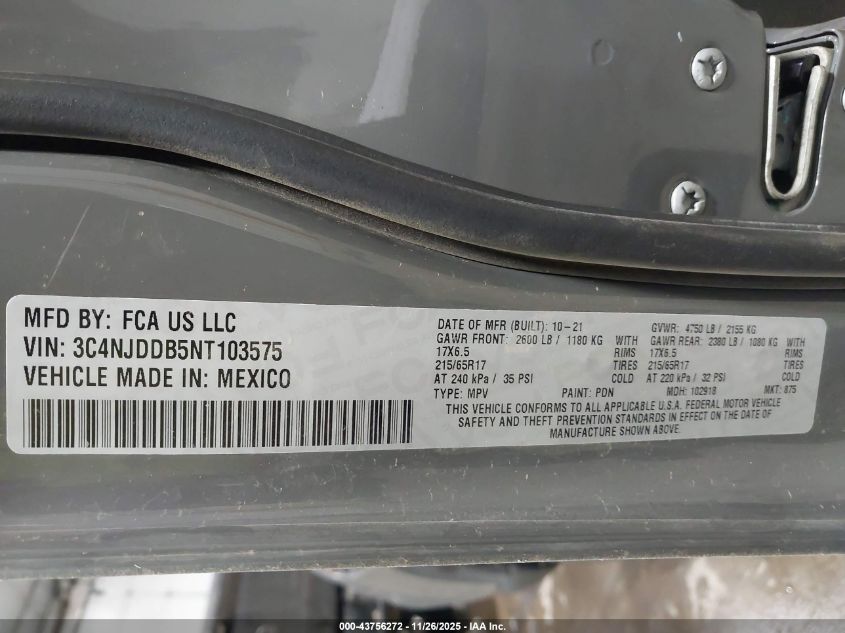 MFD BY: FCA US LLC
VIN: 3C4NJDDB5NT103575
VEHICLE MADE IN: MEXICO
DATE OF MFR (BUILT): 10-21 GVWR: 4750 LB / 2155 KG
GAWR FRONT: 2600 LB / 1180 KG WITH GAWR REAR: 2380 LB / 1080 KG WITH
17X6.5 RIMS 17X6.5 RIMS
215/65R17 TIRES 215/65R17 TIRES
AT 240 kPa / 35 PSI COLD AT 220 kPa / 32 PSI COLD
TYPE: MPV PAINT: PDN MDH: 102918 MKT: 875
THIS VEHICLE CONFORMS TO ALL APPLICABLE U.S.A. FEDERAL MOTOR VEHICLE
SAFETY AND THEFT PREVENTION STANDARDS IN EFFECT ON THE DATE OF
MANUFACTURE SHOWN ABOVE.
000-43756272 - 11/26/2025 - IAA Inc.